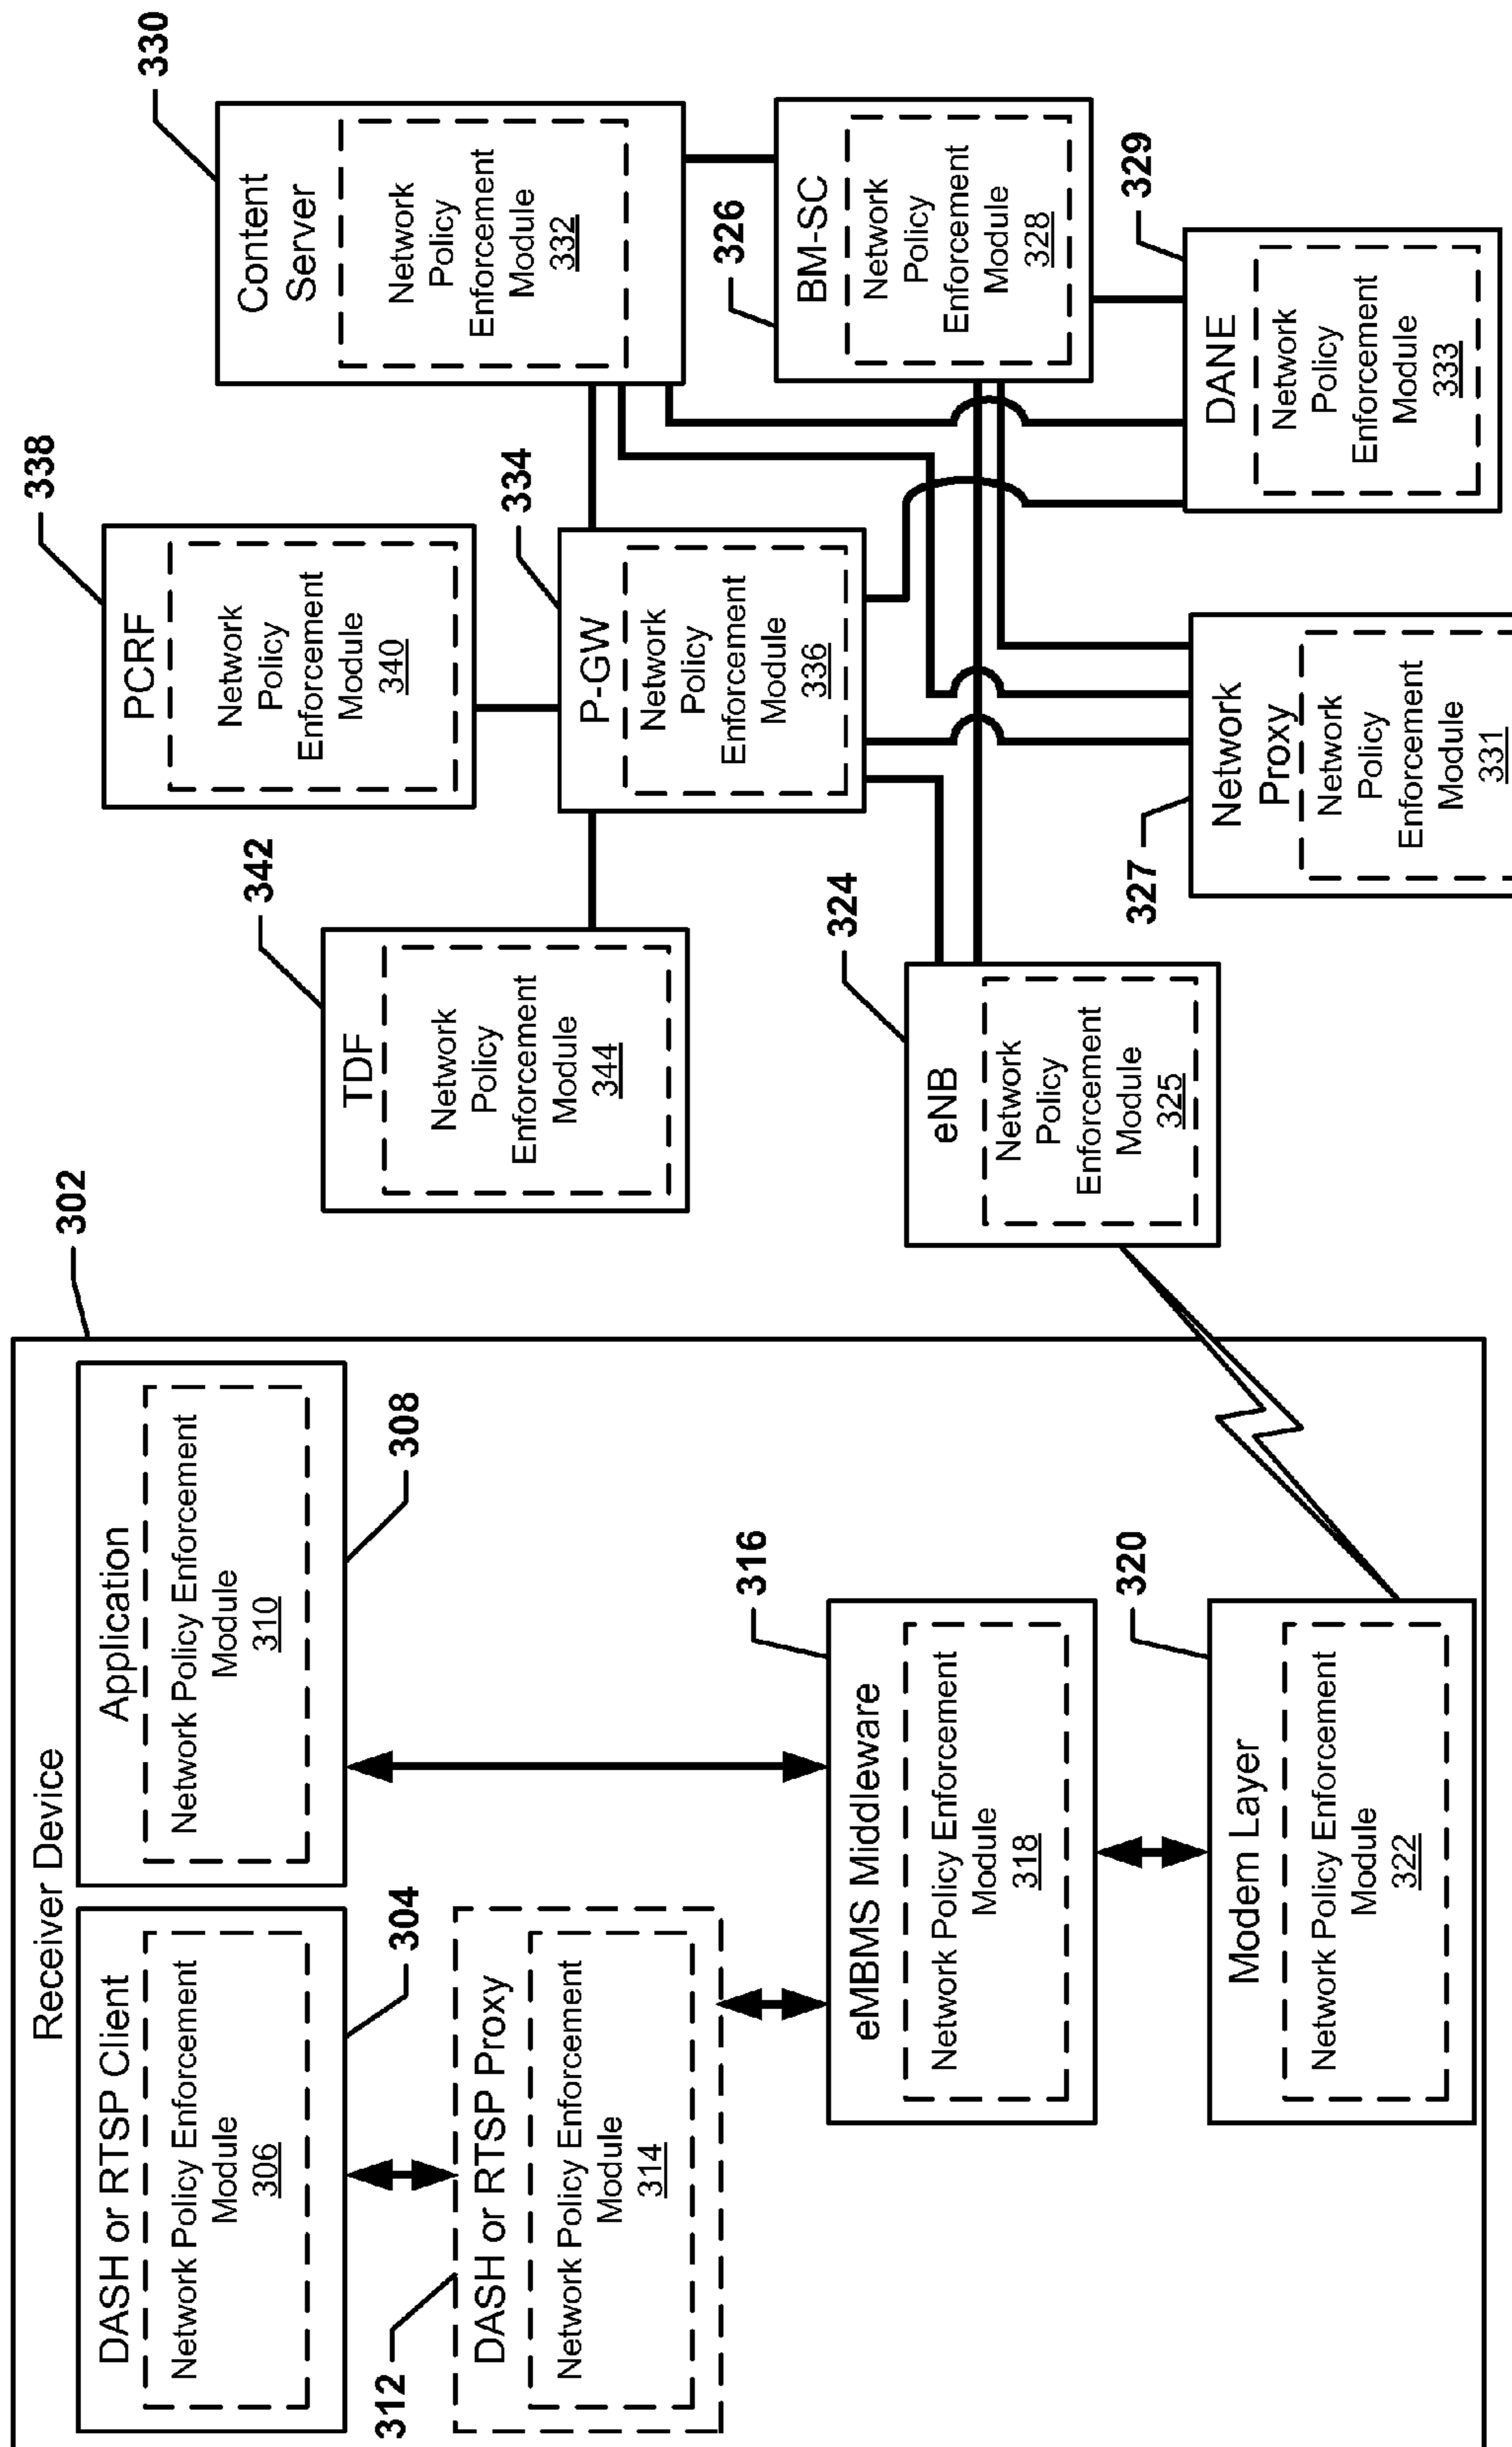 Receiver Device
302
DASH or RTSP Client
Network Policy Enforcement
Module
306
304
Application
Network Policy Enforcement
Module
310
308
312
DASH or RTSP Proxy
Network Policy Enforcement
Module
314
316
eMBMS Middleware
Network Policy Enforcement
Module
318
320
Modem Layer
Network Policy Enforcement
Module
322
342
TDF
Network
Policy
Enforcement
Module
344
338
PCRF
Network
Policy
Enforcement
Module
340
330
Content
Server
Network
Policy
Enforcement
Module
332
334
P-GW
Network
Policy
Enforcement
Module
336
326
BM-SC
Network
Policy
Enforcement
Module
328
324
eNB
Network
Policy
Enforcement
Module
325
327
Network
Proxy
Network
Policy
Enforcement
Module
331
329
DANE
Network
Policy
Enforcement
Module
333